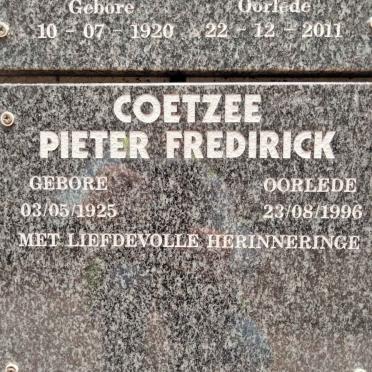 Gebore Oorlede
10 - 07 - 1920 22 - 12 - 2011
COETZEE
PIETER FREDIRICK
GEBORE OORLEDE
03/05/1925 23/08/1996
MET LIEFDEVOLLE HERINNERINGE